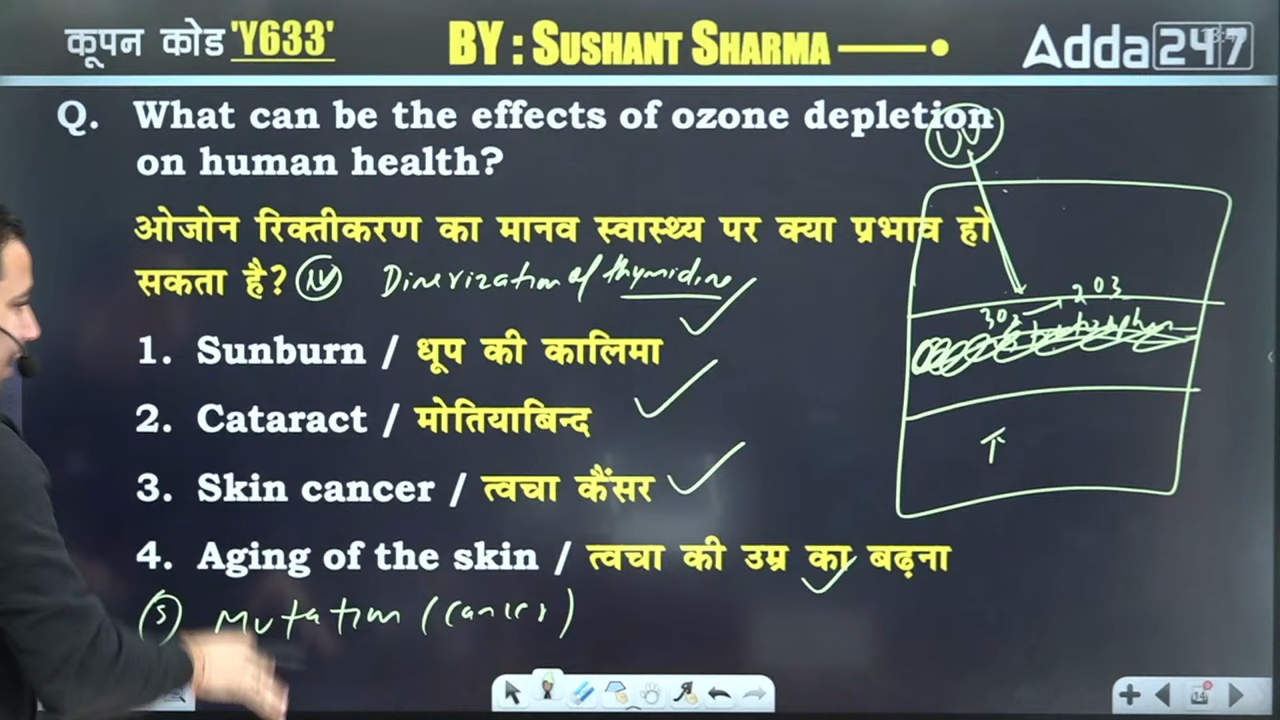 कूपन कोड 'Y633' BY : SUSHANT SHARMA Adda247
Q. What can be the effects of ozone depletion
on human health?
UV
ओजोन रिक्तीकरण का मानव स्वास्थ्य पर क्या प्रभाव हो
सकता है? UV Dimerization of thymidine
3O2 → 2O3
1. Sunburn / धूप की कालिमा
2. Cataract / मोतियाबिन्द
T
3. Skin cancer / त्वचा कैंसर
4. Aging of the skin / त्वचा की उम्र का बढ़ना
(5) Mutation (cancer)